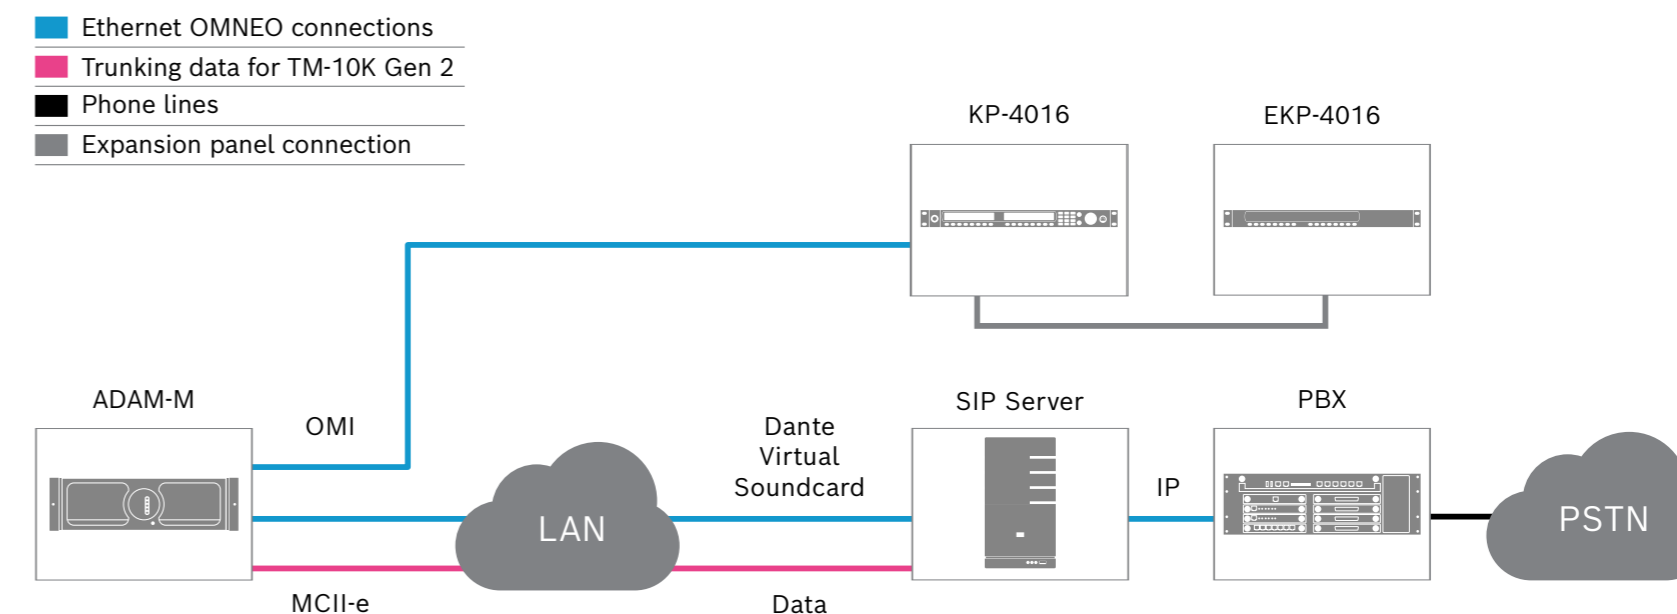 Ethernet OMNEO connections
Trunking data for TM-10K Gen 2
Phone lines
Expansion panel connection
KP-4016
EKP-4016
ADAM-M
OMI
Dante
Virtual
Soundcard
SIP Server
PBX
IP
LAN
PSTN
MCII-e
Data